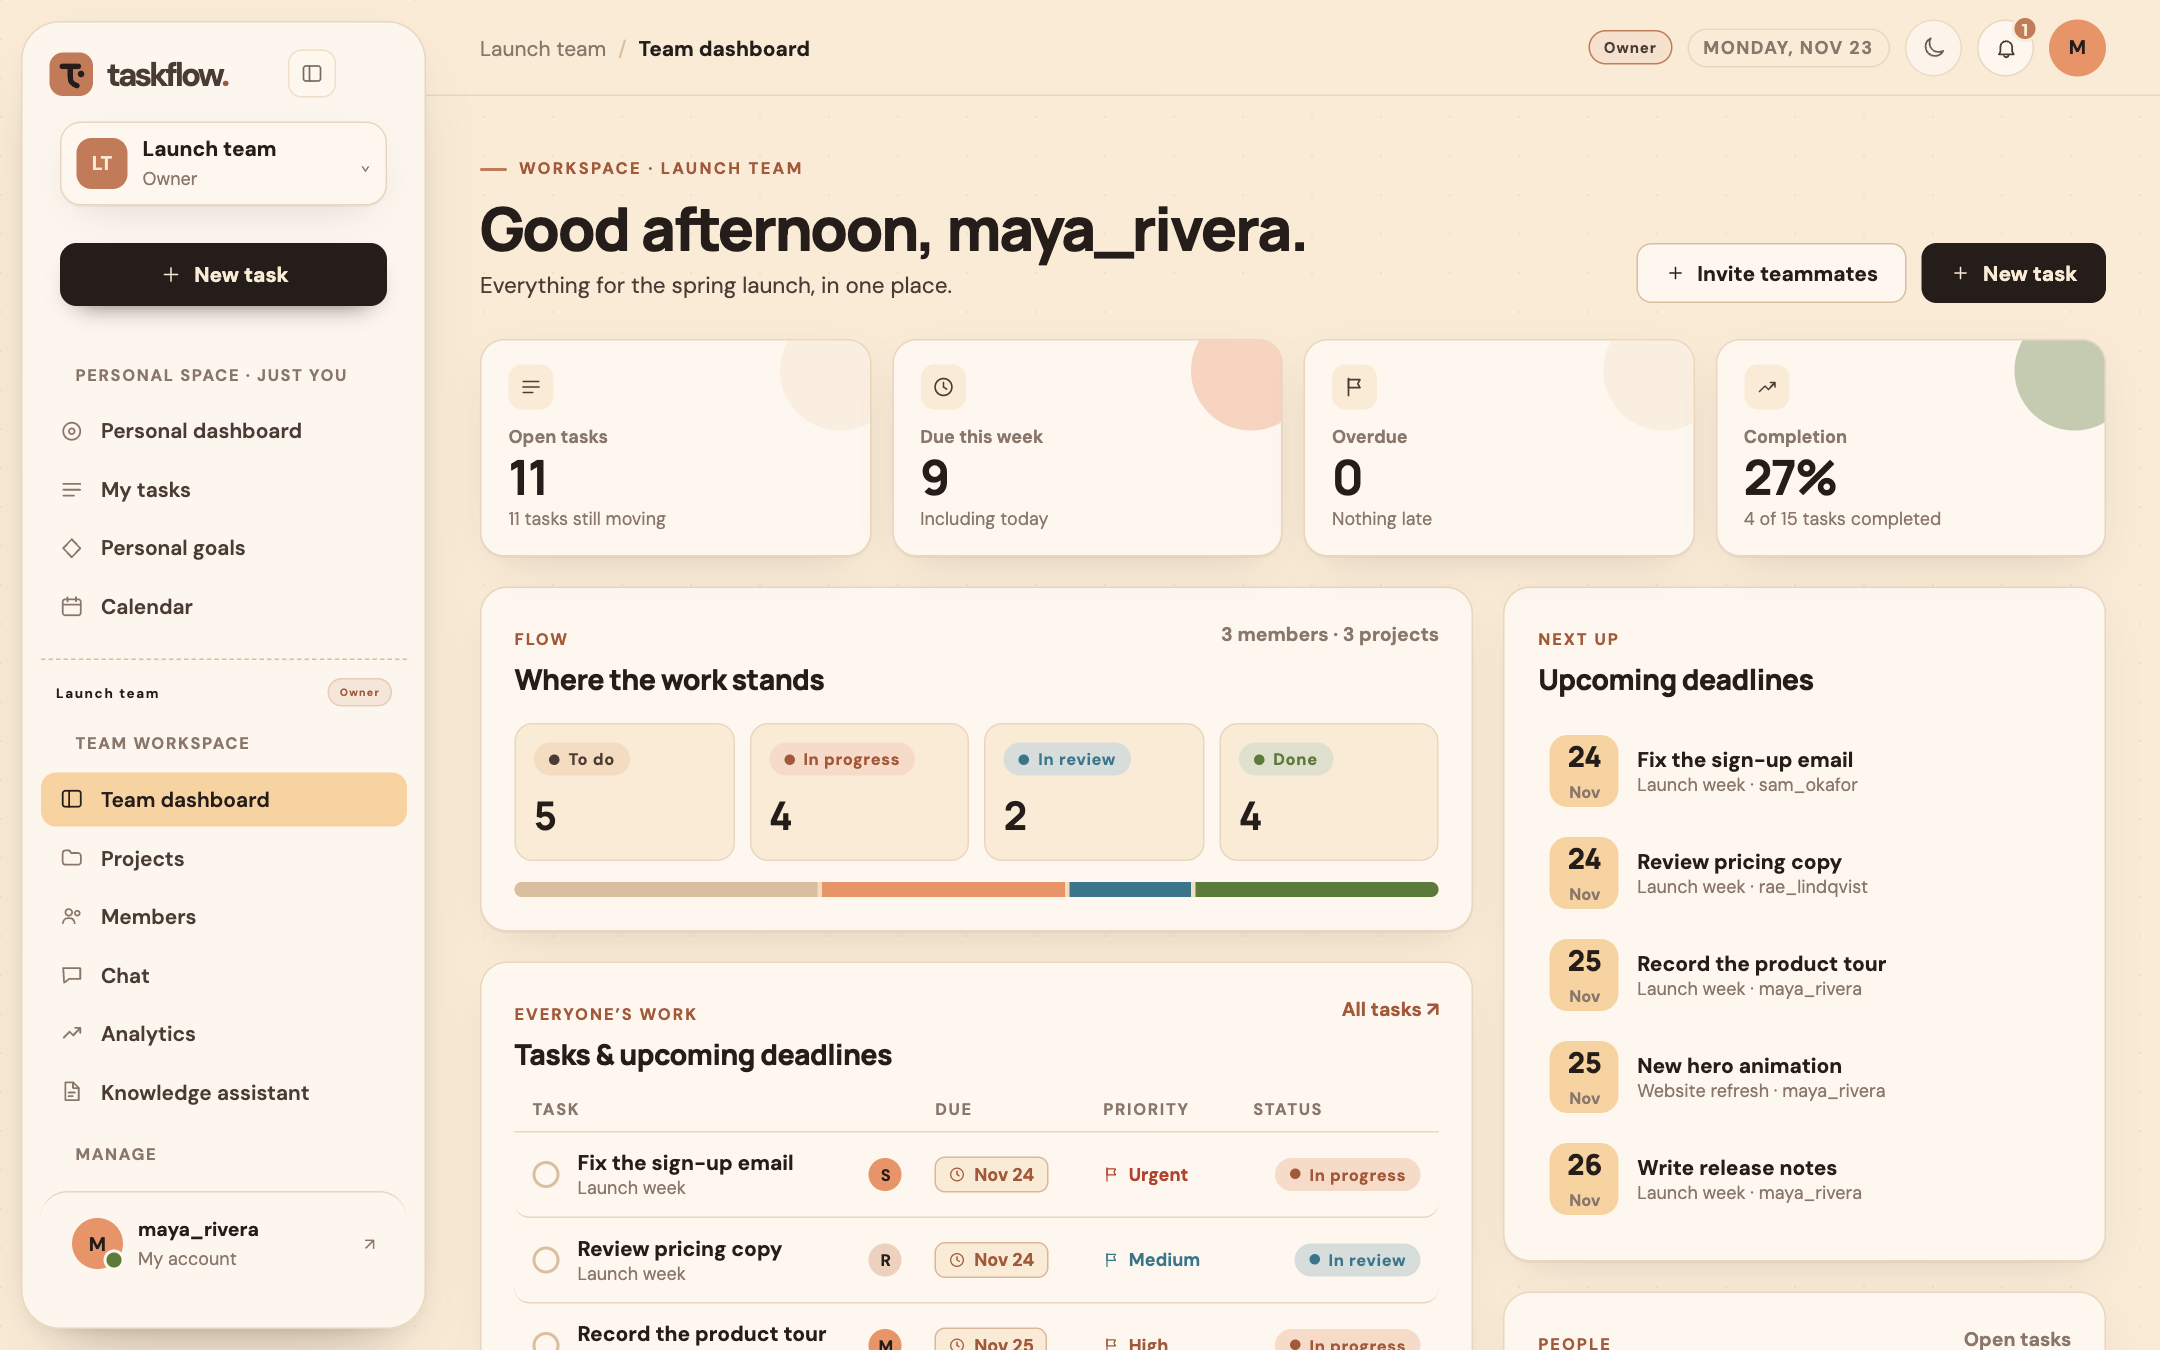 taskflow.
LT
Launch team
Owner
+ New task
PERSONAL SPACE · JUST YOU
Personal dashboard
My tasks
Personal goals
Calendar
Launch team
Owner
TEAM WORKSPACE
Team dashboard
Projects
Members
Chat
Analytics
Knowledge assistant
MANAGE
M
maya_rivera
My account
Launch team / Team dashboard
Owner
MONDAY, NOV 23
1
M
WORKSPACE · LAUNCH TEAM
Good afternoon, maya_rivera.
Everything for the spring launch, in one place.
+ Invite teammates
+ New task
Open tasks
11
11 tasks still moving
Due this week
9
Including today
Overdue
0
Nothing late
Completion
27%
4 of 15 tasks completed
FLOW
3 members · 3 projects
Where the work stands
To do
5
In progress
4
In review
2
Done
4
EVERYONE'S WORK
All tasks
Tasks & upcoming deadlines
TASK DUE PRIORITY STATUS
Fix the sign-up email
Launch week
S
Nov 24
Urgent
In progress
Review pricing copy
Launch week
R
Nov 24
Medium
In review
Record the product tour
M
Nov 25
High
In progress
NEXT UP
Upcoming deadlines
24
Nov
Fix the sign-up email
Launch week · sam_okafor
24
Nov
Review pricing copy
Launch week · rae_lindqvist
25
Nov
Record the product tour
Launch week · maya_rivera
25
Nov
New hero animation
Website refresh · maya_rivera
26
Nov
Write release notes
Launch week · maya_rivera
PEOPLE
Open tasks